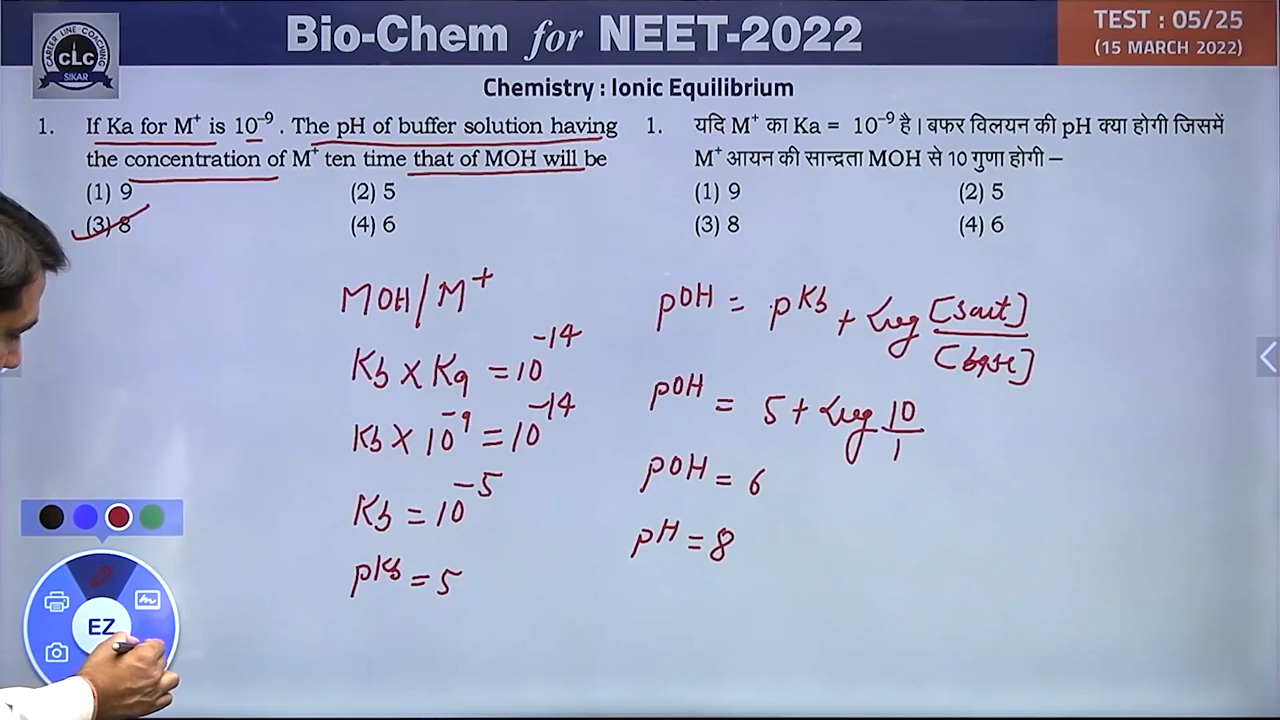 CAREER LINE COACHING
CLC
SIKAR
Bio-Chem for NEET-2022
TEST : 05/25
(15 MARCH 2022)
Chemistry : Ionic Equilibrium
1. If Ka for M⁺ is 10⁻⁹ . The pH of buffer solution having
the concentration of M⁺ ten time that of MOH will be
(1) 9 (2) 5
(3) 8 (4) 6
1. यदि M⁺ का Ka = 10⁻⁹ है। बफर विलयन की pH क्या होगी जिसमें
M⁺ आयन की सान्द्रता MOH से 10 गुणा होगी –
(1) 9 (2) 5
(3) 8 (4) 6
MOH/M⁺
Kb × Ka = 10⁻¹⁴
Kb × 10⁻⁹ = 10⁻¹⁴
Kb = 10⁻⁵
pKb = 5
pOH = pKb + log [Salt]/[base]
pOH = 5 + log 10/1
pOH = 6
pH = 8
EZ